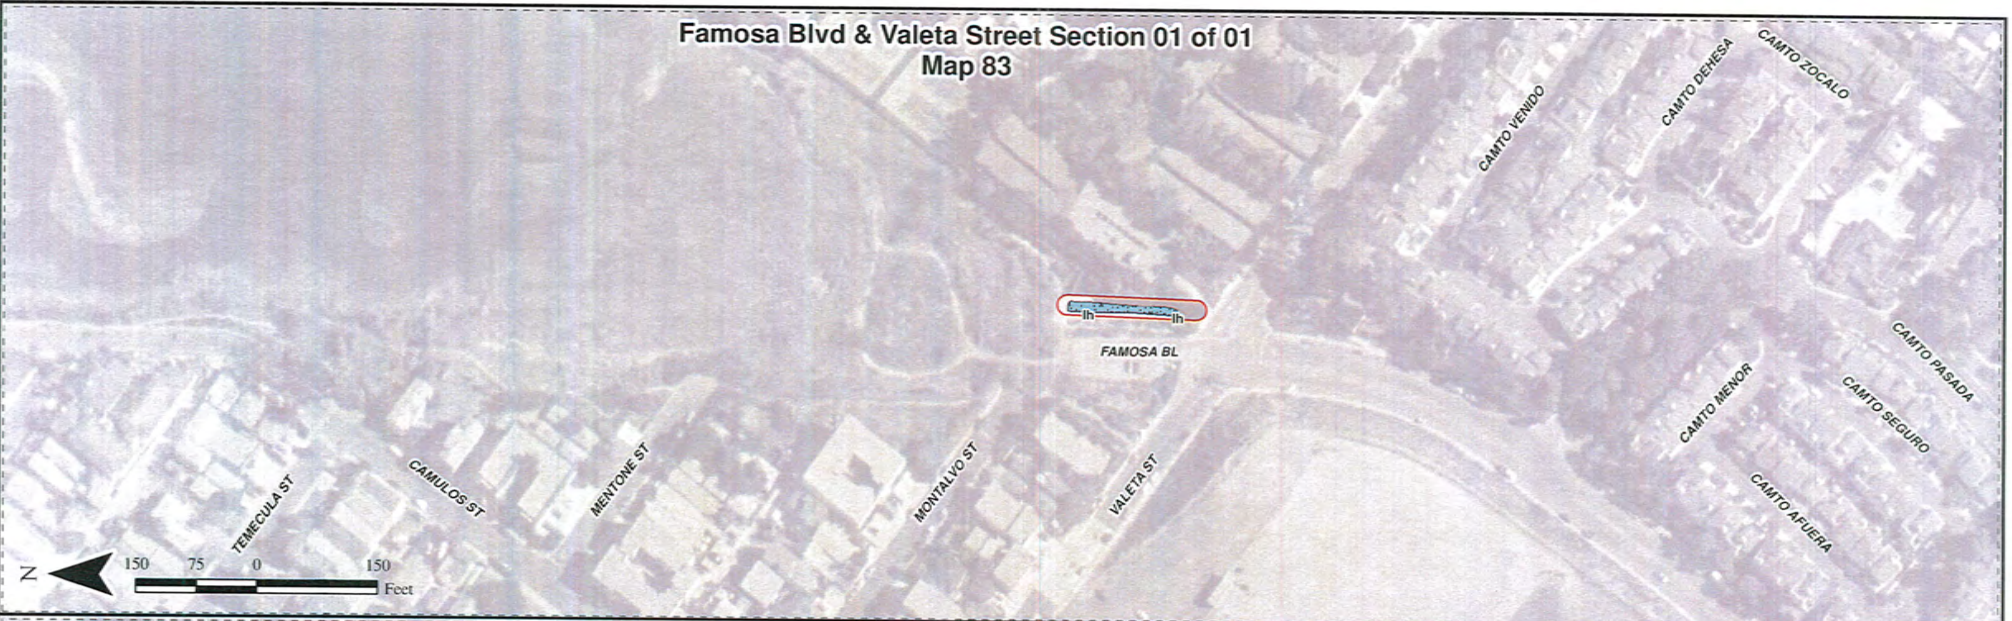 Famosa Blvd & Valeta Street Section 01 of 01
Map 83
CAMTO ZOCALO
CAMTO DEHESA
CAMTO VENIDO
lh
lh
FAMOSA BL
CAMTO PASADA
CAMTO MENOR
CAMTO SEGURO
CAMTO AFUERA
VALETA ST
MONTALVO ST
MENTONE ST
CAMULOS ST
TEMECULA ST
N
150 75 0 150
Feet